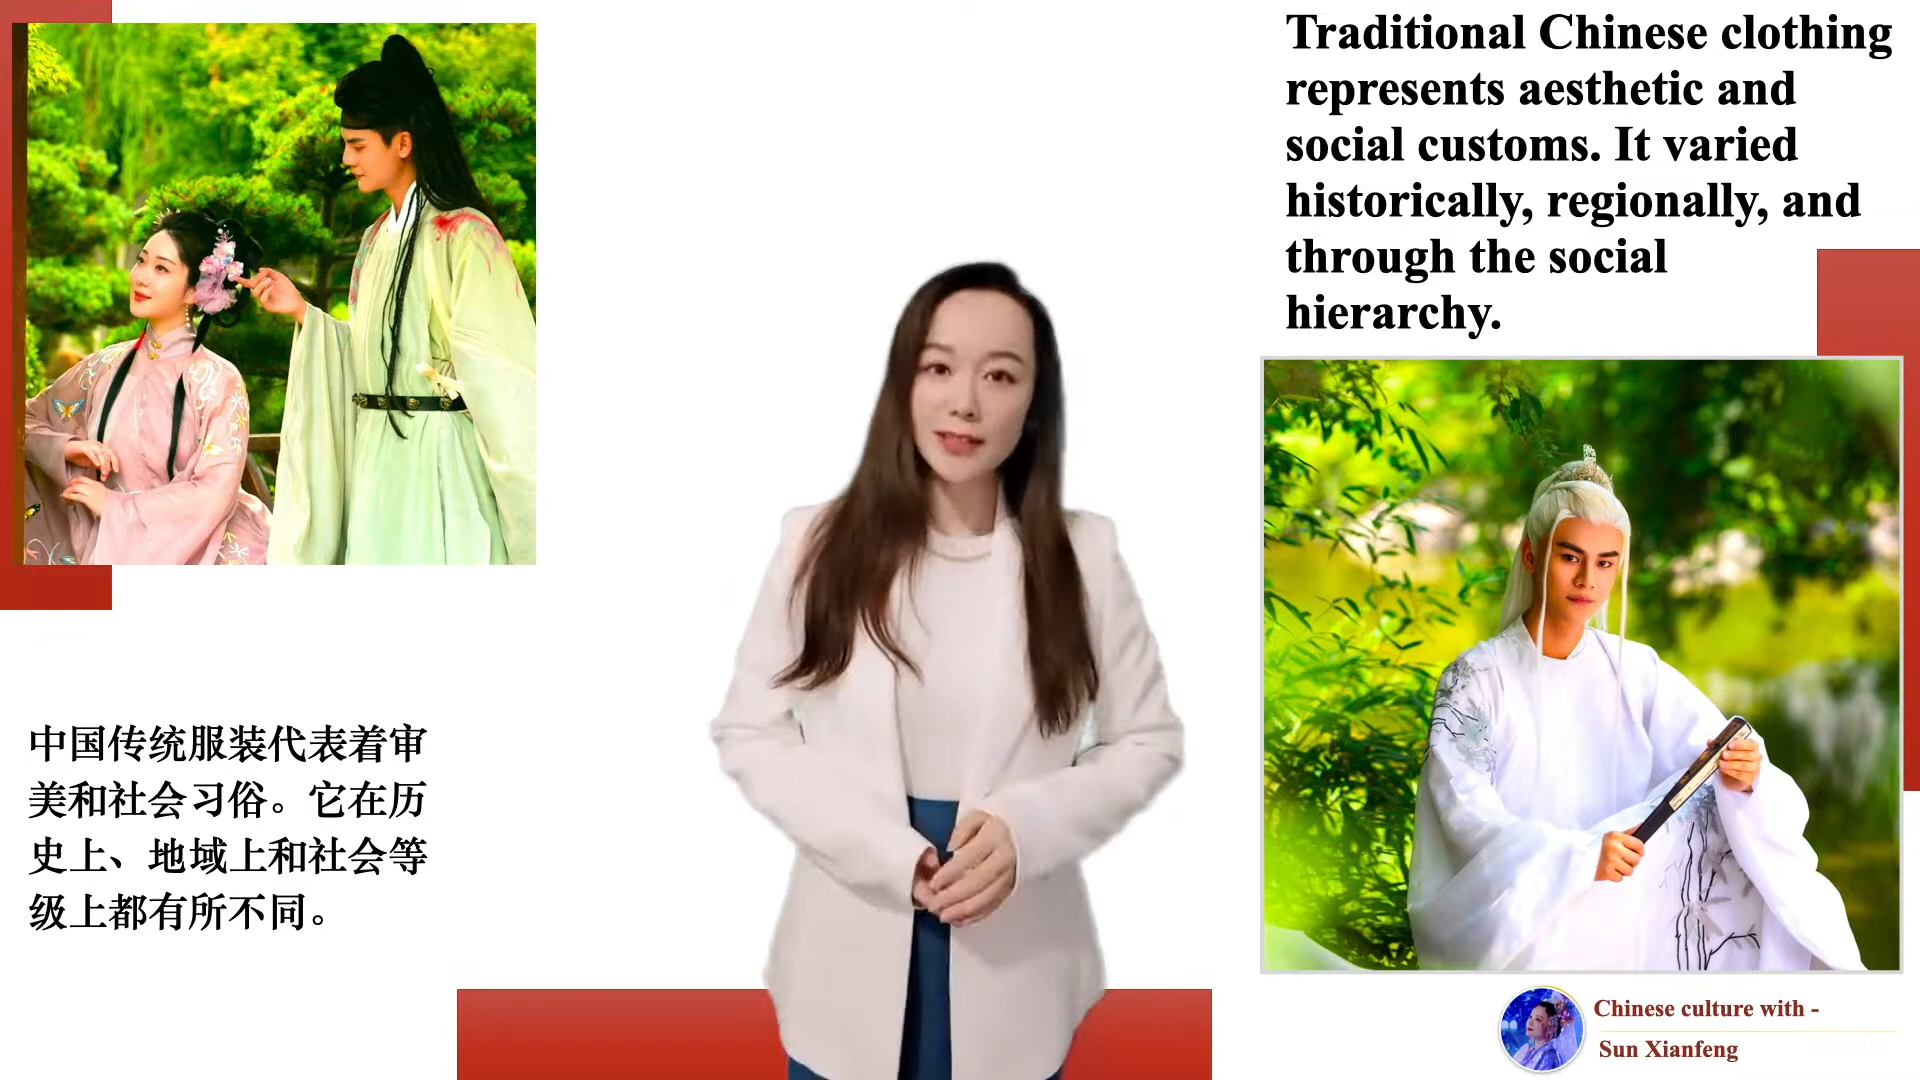 Traditional Chinese clothing
represents aesthetic and
social customs. It varied
historically, regionally, and
through the social
hierarchy.
中国传统服装代表着审
美和社会习俗。它在历
史上、地域上和社会等
级上都有所不同。
Chinese culture with -
Sun Xianfeng